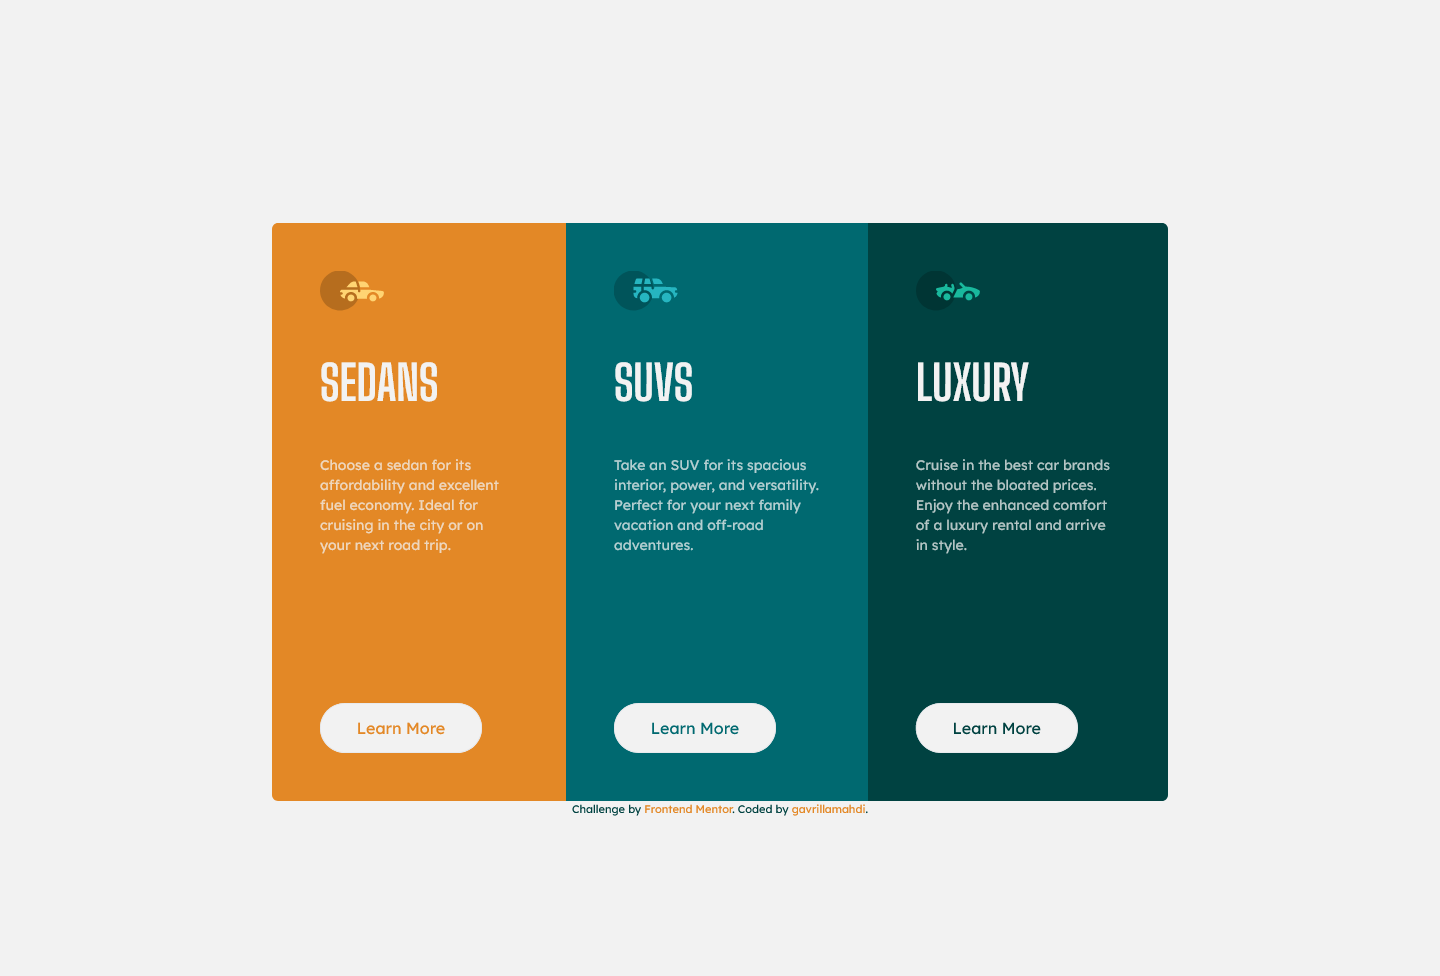 SEDANS
Choose a sedan for its
affordability and excellent
fuel economy. Ideal for
cruising in the city or on
your next road trip.
Learn More
SUVS
Take an SUV for its spacious
interior, power, and versatility.
Perfect for your next family
vacation and off-road
adventures.
Learn More
LUXURY
Cruise in the best car brands
without the bloated prices.
Enjoy the enhanced comfort
of a luxury rental and arrive
in style.
Learn More
Challenge by Frontend Mentor. Coded by gavrillamahdi.